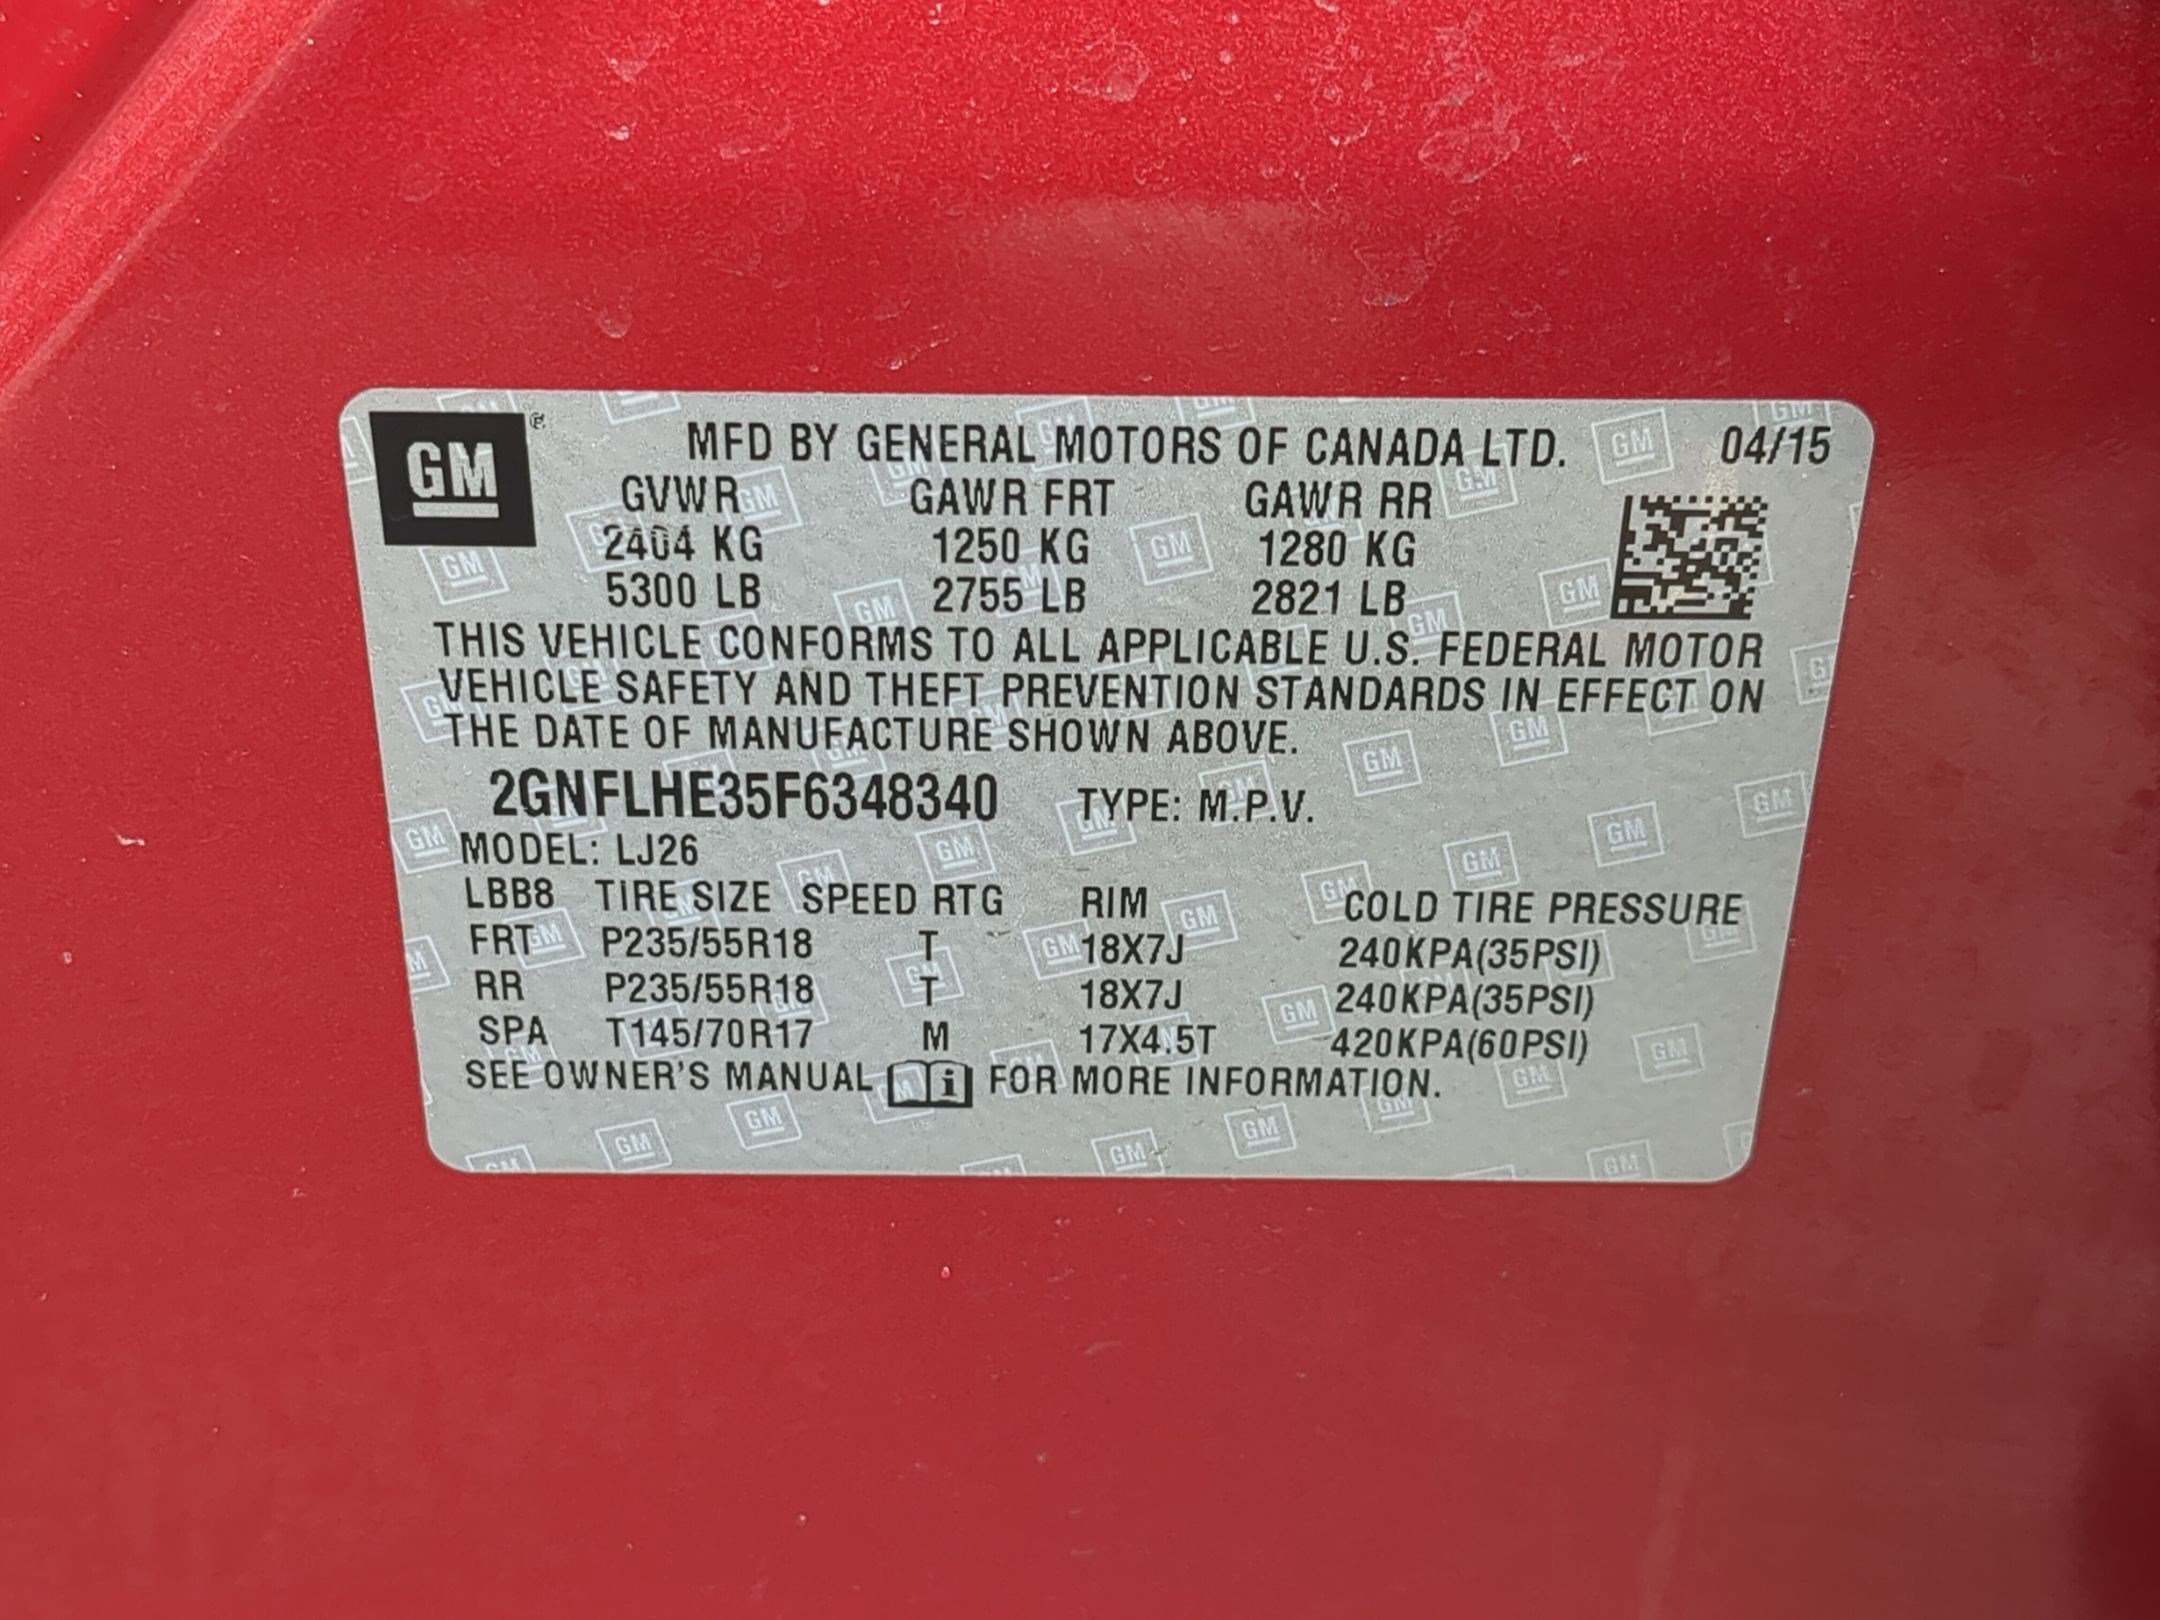 GM
MFD BY GENERAL MOTORS OF CANADA LTD. 04/15
GVWR GAWR FRT GAWR RR
2404 KG 1250 KG 1280 KG
5300 LB 2755 LB 2821 LB
THIS VEHICLE CONFORMS TO ALL APPLICABLE U.S. FEDERAL MOTOR
VEHICLE SAFETY AND THEFT PREVENTION STANDARDS IN EFFECT ON
THE DATE OF MANUFACTURE SHOWN ABOVE.
2GNFLHE35F6348340 TYPE: M.P.V.
MODEL: LJ26
LBB8 TIRE SIZE SPEED RTG RIM COLD TIRE PRESSURE
FRT P235/55R18 T 18X7J 240KPA(35PSI)
RR P235/55R18 T 18X7J 240KPA(35PSI)
SPA T145/70R17 M 17X4.5T 420KPA(60PSI)
SEE OWNER'S MANUAL i FOR MORE INFORMATION.